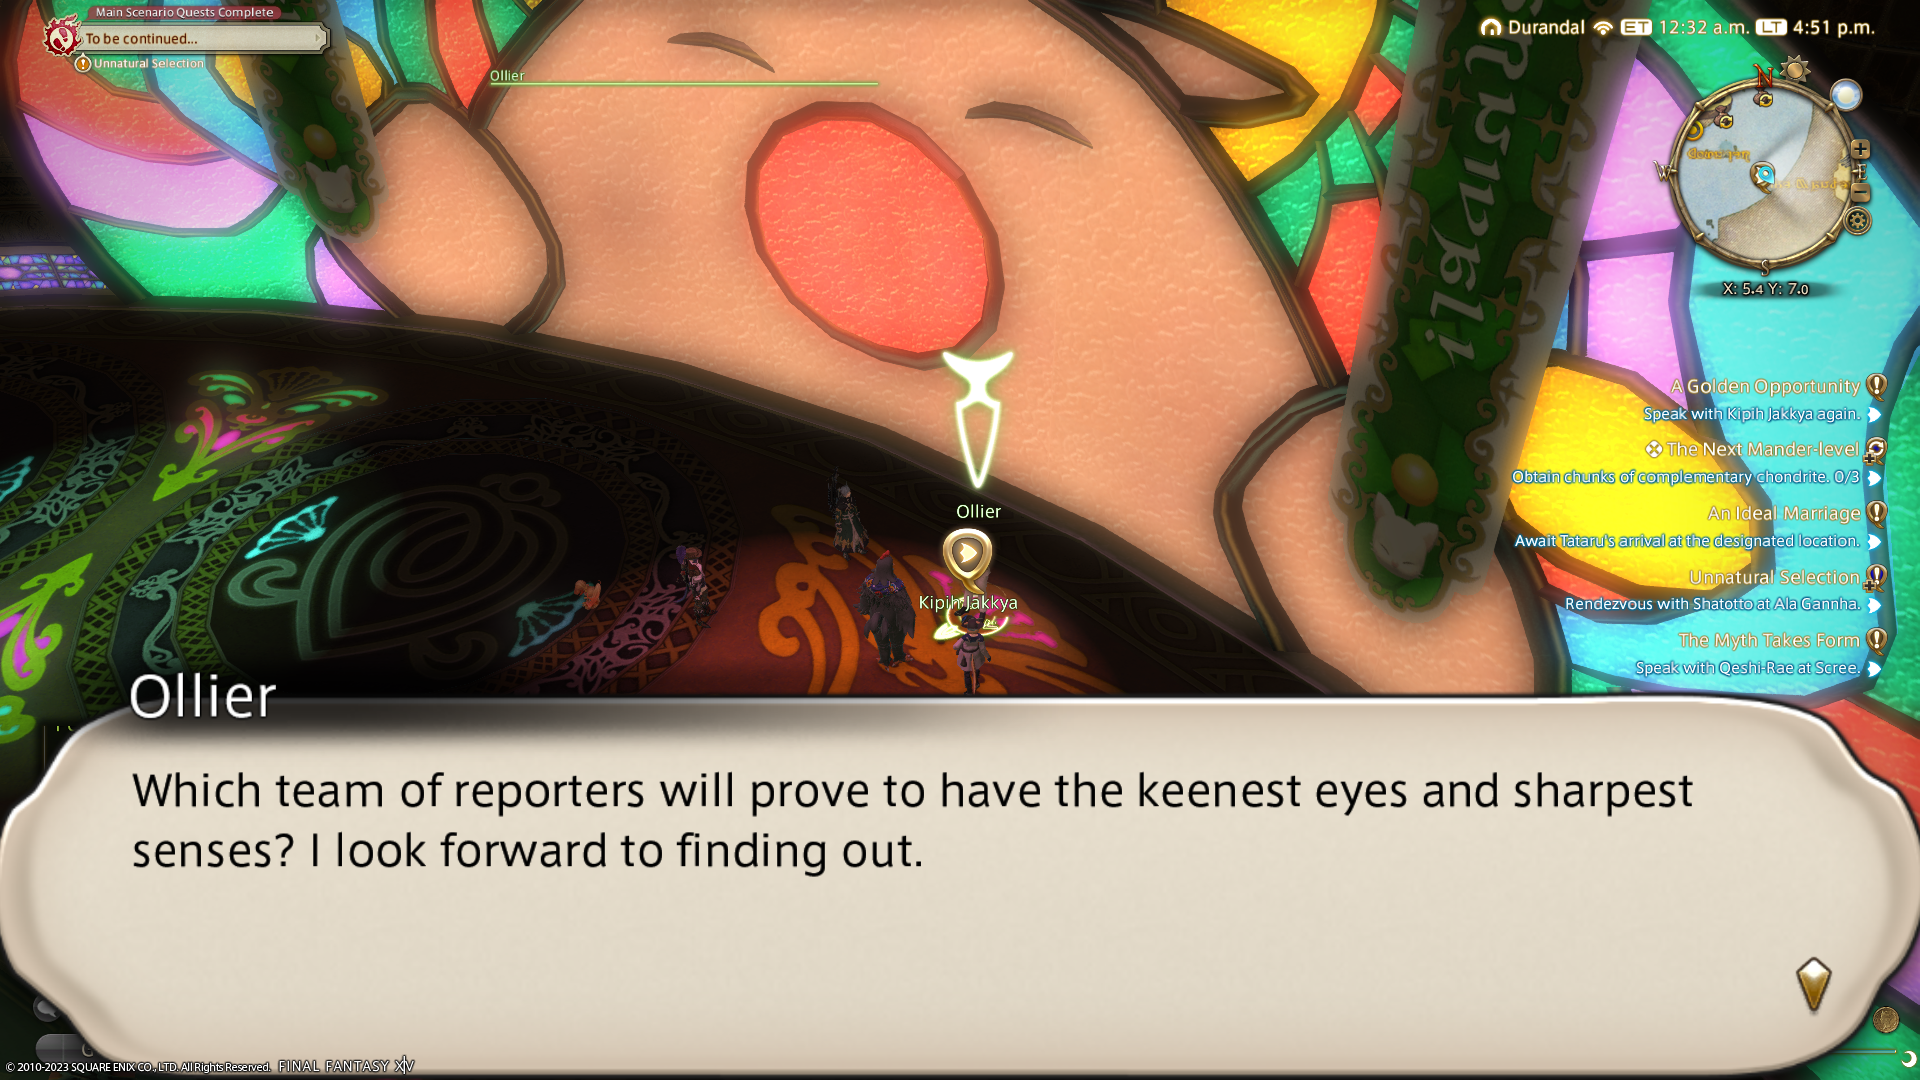 Main Scenario Quests Complete
To be continued...
Unnatural Selection
Ollier
Durandal ET 12:32 a.m. LT 4:51 p.m.
N
W
E
S
X: 5.4 Y: 7.0
A Golden Opportunity
Speak with Kipih Jakkya again.
The Next Mander-level
Obtain chunks of complementary chondrite. 0/3
An Ideal Marriage
Await Tataru's arrival at the designated location.
Unnatural Selection
Rendezvous with Shatotto at Ala Gannha.
The Myth Takes Form
Speak with Qeshi-Rae at Scree.
Ollier
Kipih Jakkya
Ollier
Which team of reporters will prove to have the keenest eyes and sharpest
senses? I look forward to finding out.
© 2010-2023 SQUARE ENIX CO., LTD. All Rights Reserved. FINAL FANTASY XIV